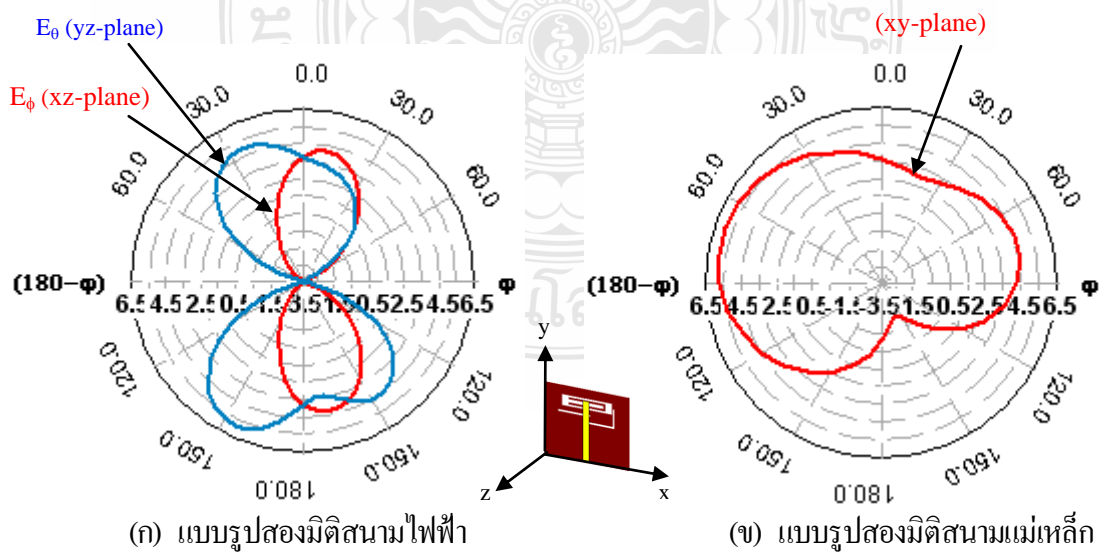 E_θ (yz-plane)
E_ϕ (xz-plane)
0.0
30.0
30.0
60.0
60.0
(180-φ)
φ
120.0
120.0
150.0
150.0
180.0
(xy-plane)
0.0
30.0
30.0
60.0
60.0
(180-φ)
φ
120.0
120.0
150.0
150.0
180.0
y
z
x
(ก) แบบรูปสองมิติสนามไฟฟ้า
(ข) แบบรูปสองมิติสนามแม่เหล็ก